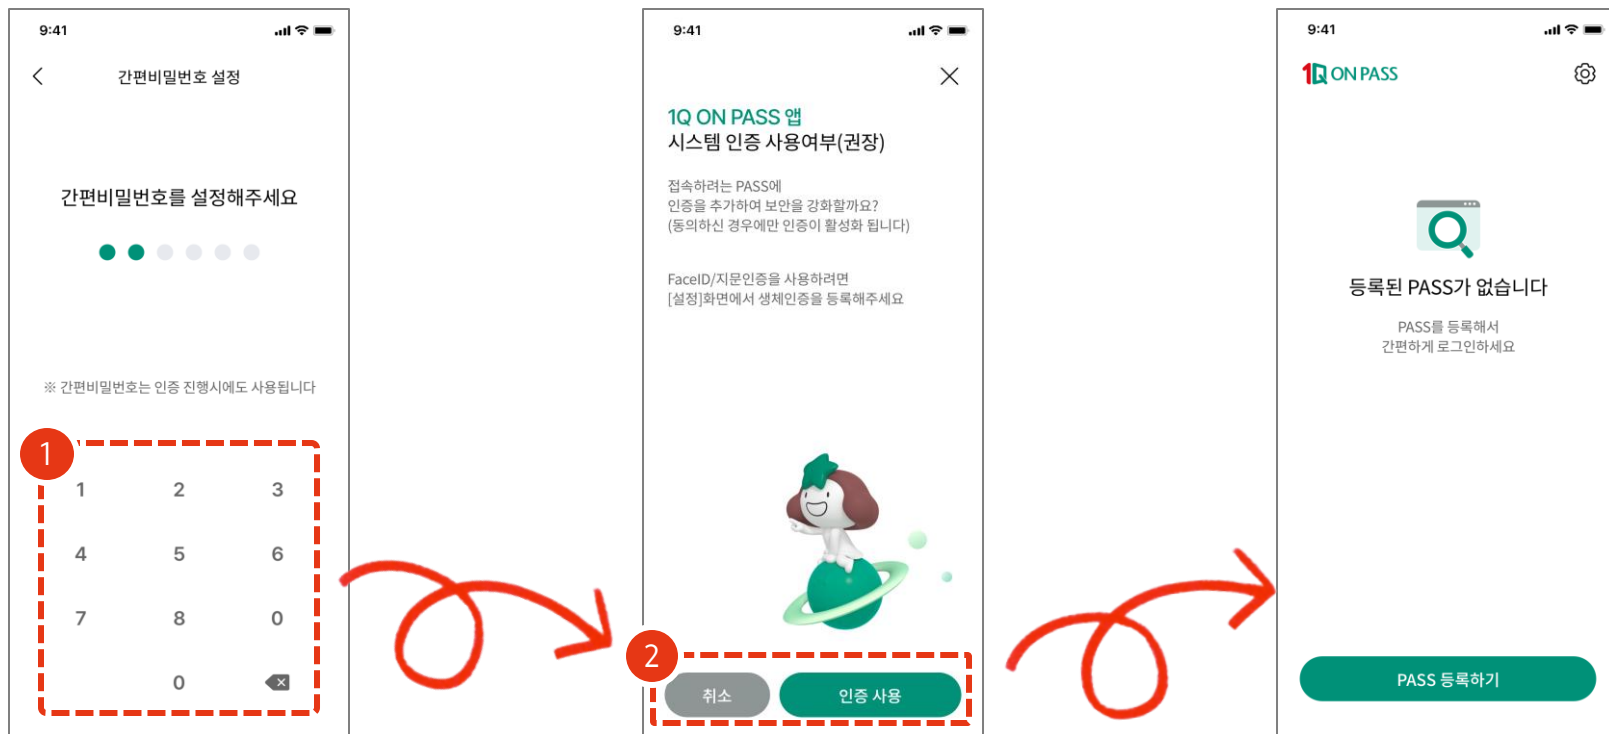 9:41
간편비밀번호 설정
간편비밀번호를 설정해주세요
※ 간편비밀번호는 인증 진행시에도 사용됩니다
1
1 2 3
4 5 6
7 8 0
0
9:41
1Q ON PASS 앱
시스템 인증 사용여부(권장)
접속하려는 PASS에
인증을 추가하여 보안을 강화할까요?
(동의하신 경우에만 인증이 활성화 됩니다)
FaceID/지문인증을 사용하려면
[설정]화면에서 생체인증을 등록해주세요
2
취소 인증 사용
9:41
1Q ON PASS
등록된 PASS가 없습니다
PASS를 등록해서
간편하게 로그인하세요
PASS 등록하기